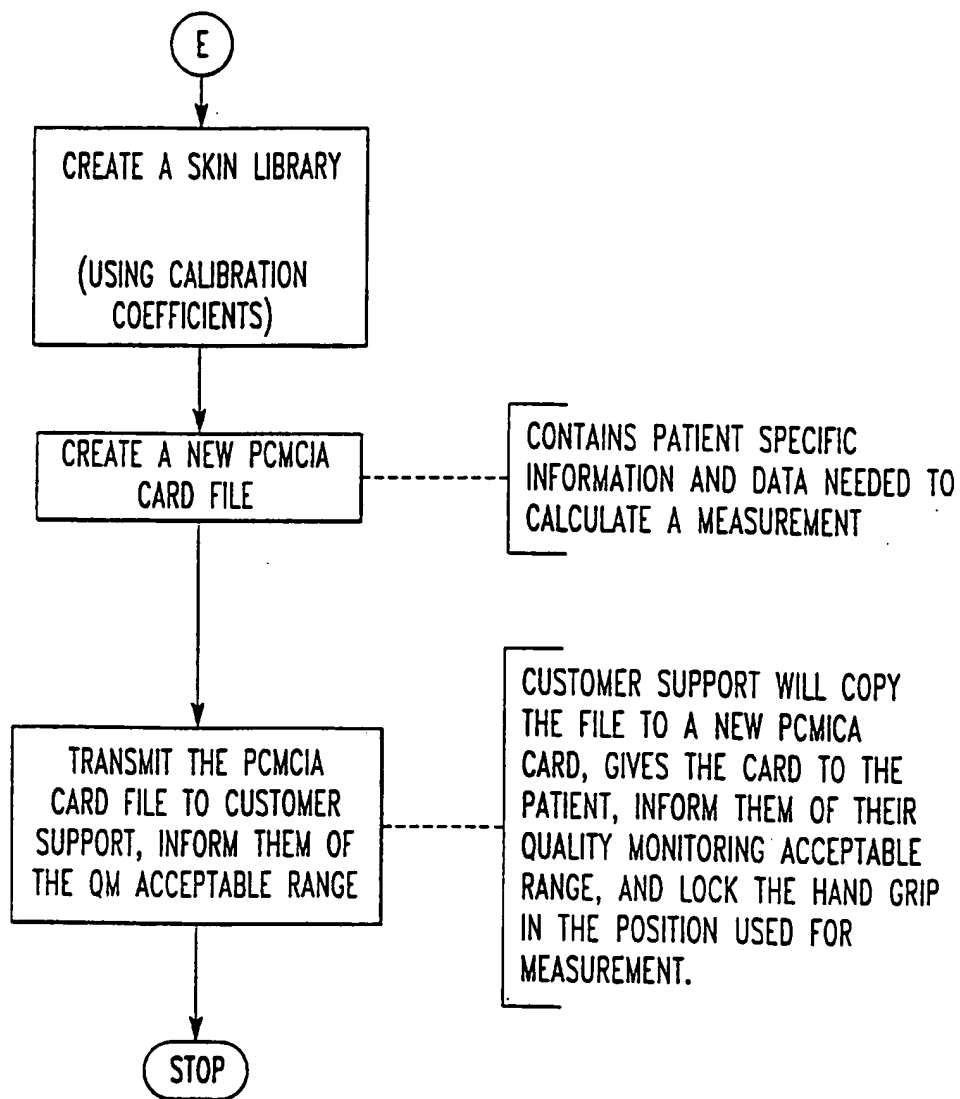 E
CREATE A SKIN LIBRARY
(USING CALIBRATION
COEFFICIENTS)
CREATE A NEW PCMCIA
CARD FILE
CONTAINS PATIENT SPECIFIC
INFORMATION AND DATA NEEDED TO
CALCULATE A MEASUREMENT
TRANSMIT THE PCMCIA
CARD FILE TO CUSTOMER
SUPPORT, INFORM THEM OF
THE QM ACCEPTABLE RANGE
CUSTOMER SUPPORT WILL COPY
THE FILE TO A NEW PCMICA
CARD, GIVES THE CARD TO THE
PATIENT, INFORM THEM OF THEIR
QUALITY MONITORING ACCEPTABLE
RANGE, AND LOCK THE HAND GRIP
IN THE POSITION USED FOR
MEASUREMENT.
STOP